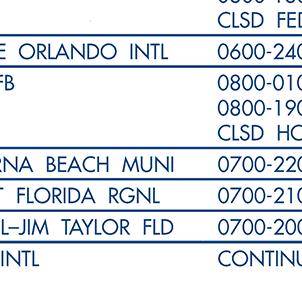 CLSD FED
E ORLANDO INTL 0600-240
FB 0800-010
0800-190
CLSD HO
RNA BEACH MUNI 0700-220
T FLORIDA RGNL 0700-210
L–JIM TAYLOR FLD 0700-200
INTL CONTINU